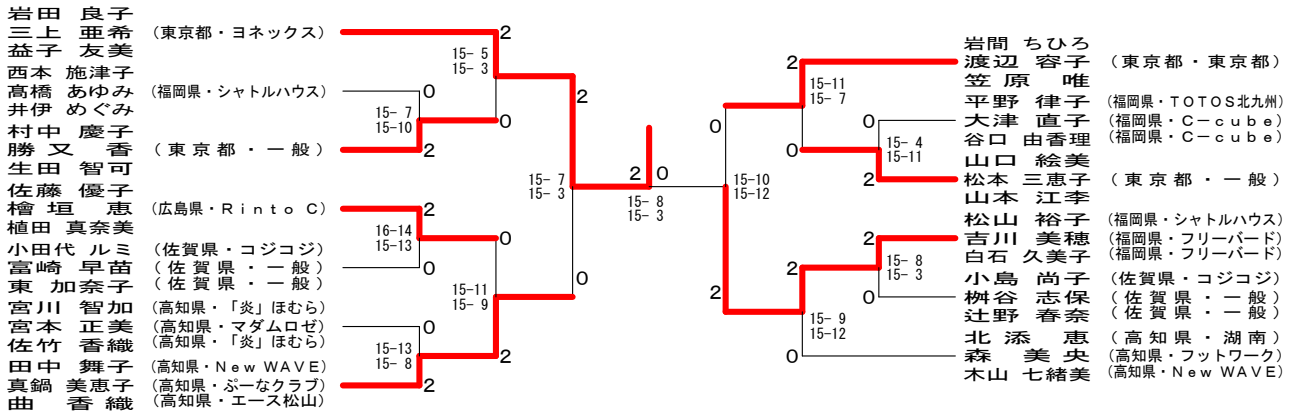 岩田 良子
三上 亜希 (東京都・ヨネックス)
益子 友美
西本 施津子
高橋 あゆみ (福岡県・シャトルハウス)
井伊 めぐみ
村中 慶子
勝又 香 (東京都・一般)
生田 智可
佐藤 優子
檜垣 恵 (広島県・Rinto C)
植田 真奈美
小田代 ルミ (佐賀県・コジコジ)
富崎 早苗 (佐賀県・一般)
東 加奈子 (佐賀県・一般)
宮川 智加 (高知県・「炎」ほむら)
宮本 正美 (高知県・マダムロゼ)
佐竹 香織 (高知県・「炎」ほむら)
田中 舞子 (高知県・New WAVE)
真鍋 美恵子 (高知県・ぷーなクラブ)
曲 香織 (高知県・エース松山)
2
15- 5
15- 3
0
15- 7
15-10
0
2
2
15- 7
15- 3
2
16-14
15-13
0
0
0
15-11
15- 9
0
15-13
15- 8
2
2
2 0
15- 8
15- 3
0
15-10
15-12
2
2
15-11
15- 7
0
0
15- 4
15-11
2
2
2
15- 8
15- 3
0
15- 9
15-12
0
岩間 ちひろ
渡辺 容子 (東京都・東京都)
笠原 唯
平野 律子 (福岡県・TOTOS北九州)
大津 直子 (福岡県・C-cube)
谷口 由香理 (福岡県・C-cube)
山口 絵美
松本 三恵子 (東京都・一般)
山本 江李
松山 裕子 (福岡県・シャトルハウス)
吉川 美穂 (福岡県・フリーバード)
白石 久美子 (福岡県・フリーバード)
小島 尚子 (佐賀県・コジコジ)
桝谷 志保 (佐賀県・一般)
辻野 春奈 (佐賀県・一般)
北添 恵 (高知県・湖南)
森 美央 (高知県・フットワーク)
木山 七緒美 (高知県・New WAVE)